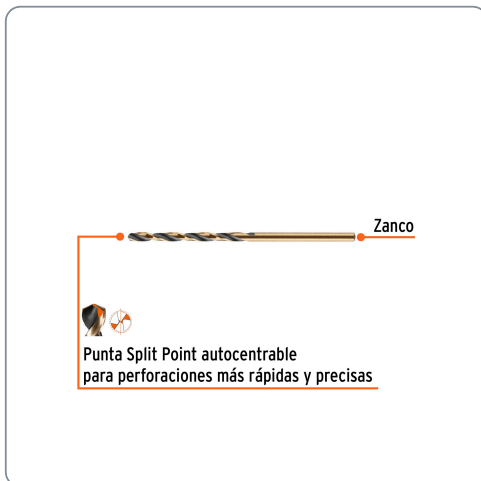 Zanco
Punta Split Point autocentrable
para perforaciones más rápidas y precisas